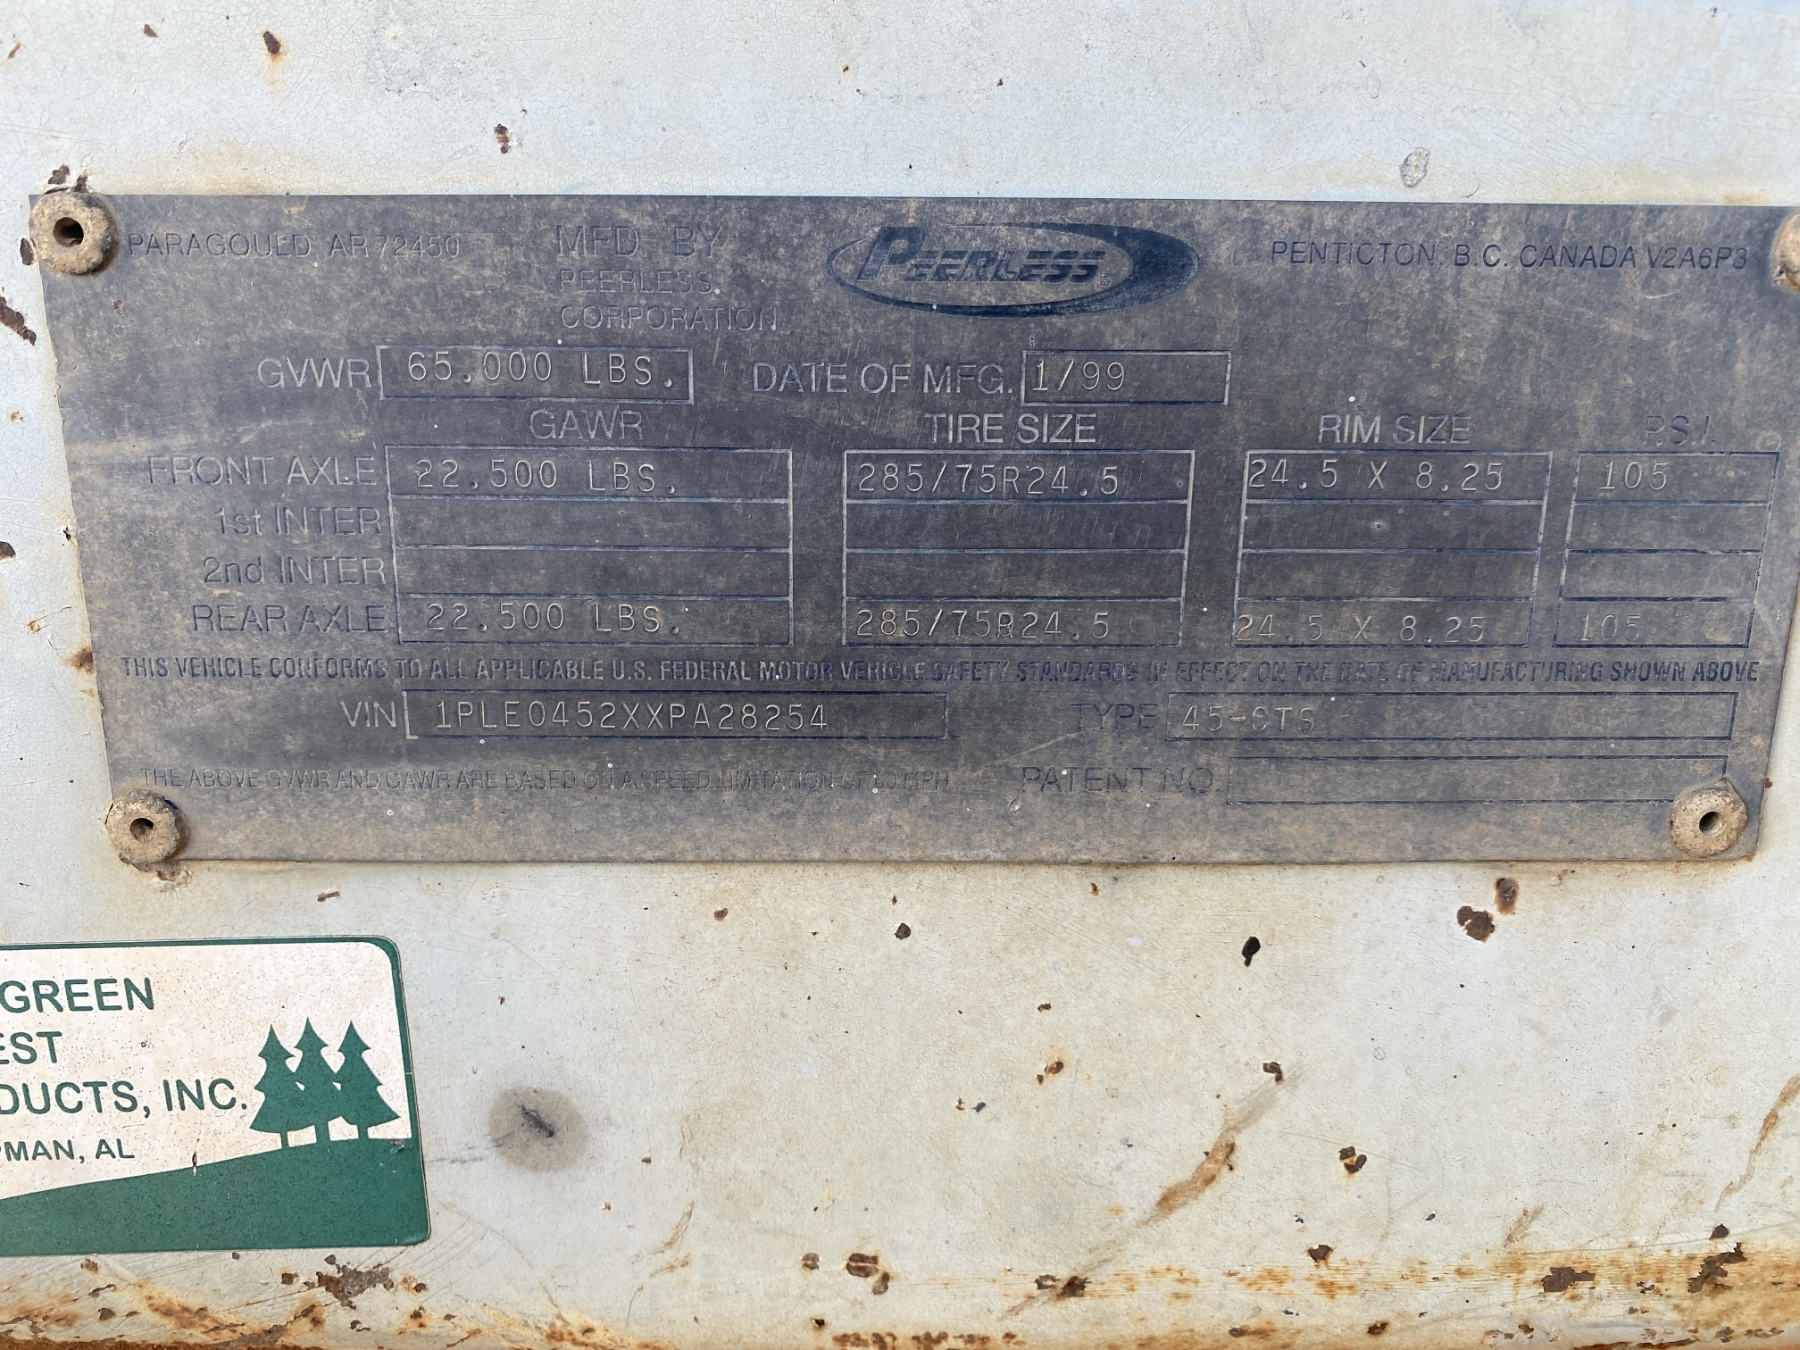 PARAGOULD, AR 72450
MFD. BY
PEERLESS
CORPORATION
PEERLESS®
PENTICTON, B.C. CANADA V2A6P3
GVWR 65,000 LBS. DATE OF MFG. 1/99
GAWR TIRE SIZE RIM SIZE P.S.I.
FRONT AXLE 22,500 LBS. 285/75R24.5 24.5 X 8.25 105
1st INTER
2nd INTER
REAR AXLE 22,500 LBS. 285/75R24.5 24.5 X 8.25 105
THIS VEHICLE CONFORMS TO ALL APPLICABLE U.S. FEDERAL MOTOR VEHICLE SAFETY STANDARDS IN EFFECT ON THE DATE OF MANUFACTURING SHOWN ABOVE
VIN 1PLE0452XXPA28254 TYPE
THE ABOVE GVWR AND GAWR ARE BASED ON A SPEED LIMITATION OF MPH PATENT NO.
GREEN
EST
DUCTS, INC.
PMAN, AL